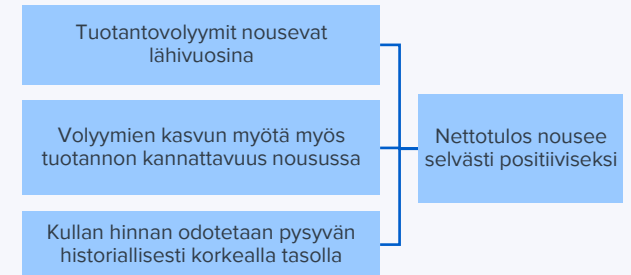 Tuotantovolyymit nousevat
lähivuosina
Volyymien kasvun myötä myös
tuotannon kannattavuus nousussa
Kullan hinnan odotetaan pysyvän
historiallisesti korkealla tasolla
Nettotulos nousee
selvästi positiiviseksi